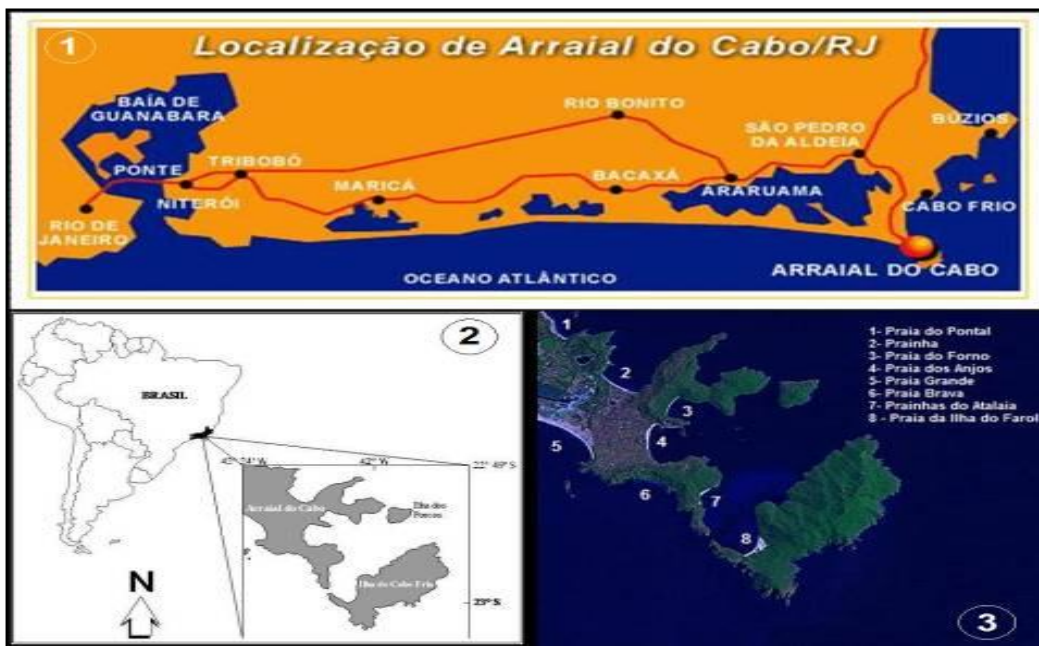 1
Localização de Arraial do Cabo/RJ
BAÍA DE
GUANABARA
PONTE
TRIBOBÓ
NITERÓI
RIO DE
JANEIRO
MARICÁ
RIO BONITO
BACAXÁ
ARARUAMA
SÃO PEDRO
DA ALDEIA
BÚZIOS
CABO FRIO
ARRAIAL DO CABO
OCEANO ATLÂNTICO
2
BRASIL
42° W
22° 48' S
Arraial do Cabo
Ilha dos
Porcos
Ilha do Cabo Frio
23° S
N
1
2
3
4
5
6
7
8
1- Praia do Pontal
2- Prainha
3- Praia do Forno
4- Praia dos Anjos
5- Praia Grande
6- Praia Brava
7- Prainhas do Atalaia
8- Praia da Ilha do Farol
3